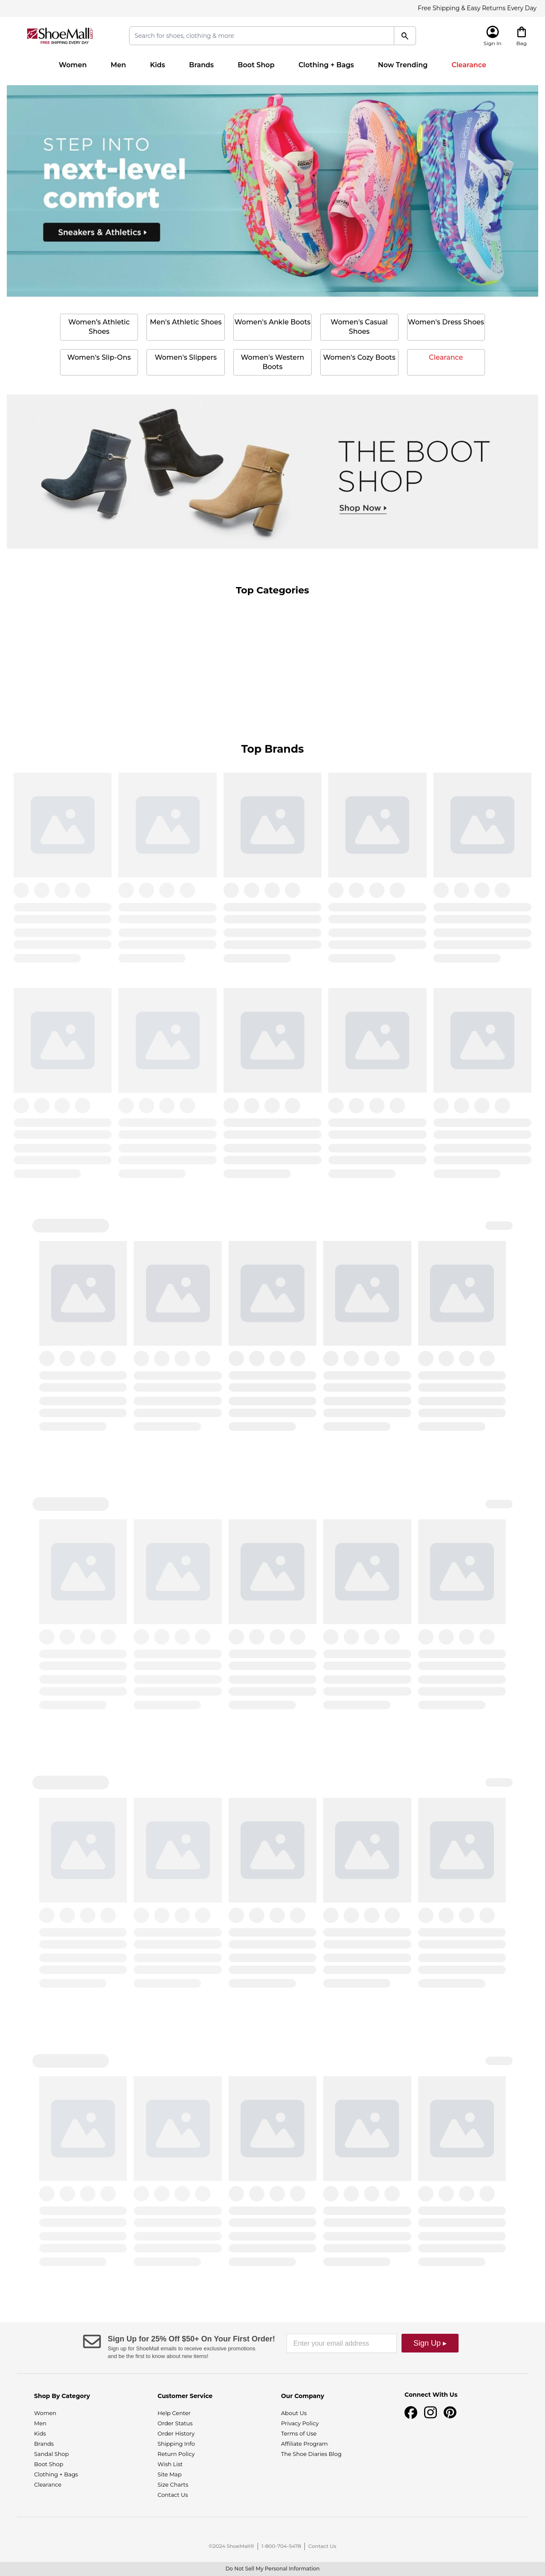 Free Shipping & Easy Returns Every Day
ShoeMall
FREE SHIPPING EVERY DAY
Search for shoes, clothing & more
Sign In
Bag
Women
Men
Kids
Brands
Boot Shop
Clothing + Bags
Now Trending
Clearance
STEP INTO
next-level
comfort
Sneakers & Athletics
Women's Athletic
Shoes
Men's Athletic Shoes
Women's Ankle Boots
Women's Casual
Shoes
Women's Dress Shoes
Women's Slip-Ons
Women's Slippers
Women's Western
Boots
Women's Cozy Boots
Clearance
THE BOOT
SHOP
Shop Now
Top Categories
Top Brands
Sign Up for 25% Off $50+ On Your First Order!
Sign up for ShoeMall emails to receive exclusive promotions
and be the first to know about new items!
Enter your email address
Sign Up ▸
Shop By Category
Women
Men
Kids
Brands
Sandal Shop
Boot Shop
Clothing + Bags
Clearance
Customer Service
Help Center
Order Status
Order History
Shipping Info
Return Policy
Wish List
Site Map
Size Charts
Contact Us
Our Company
About Us
Privacy Policy
Terms of Use
Affiliate Program
The Shoe Diaries Blog
Connect With Us
©2024 ShoeMall®
1-800-704-5478
Contact Us
Do Not Sell My Personal Information